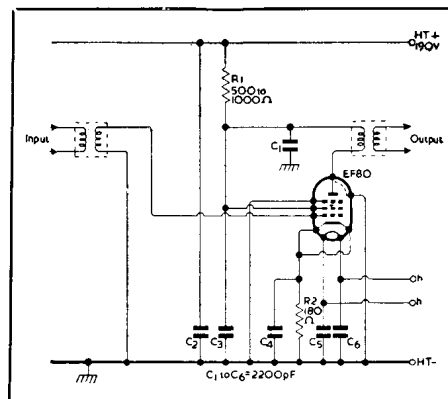 HT+
190V
R1
500 to
1000Ω
Input
C1
Output
EF80
h
h
R2
180
Ω
C2
C3
C4
C5
C6
HT-
C1 to C6=2200pF